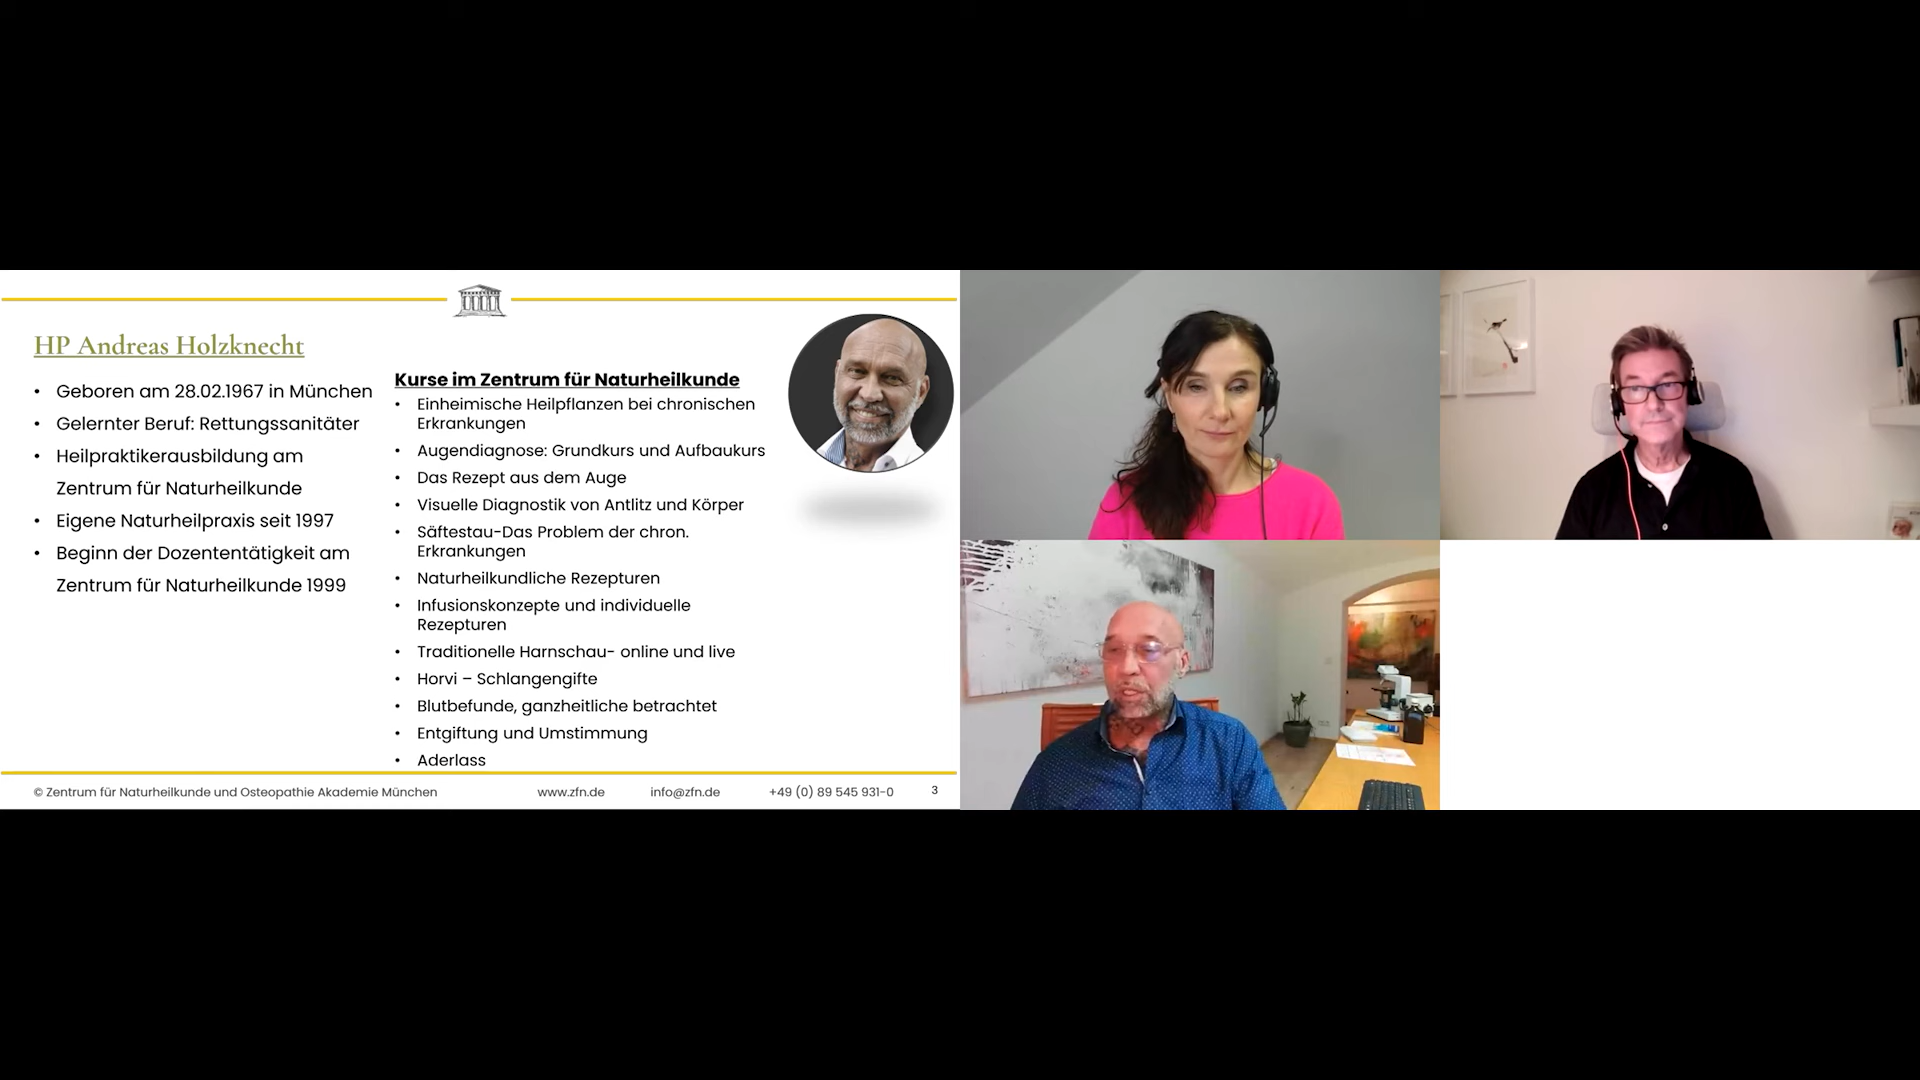 HP Andreas Holzknecht
• Geboren am 28.02.1967 in München
• Gelernter Beruf: Rettungssanitäter
• Heilpraktikerausbildung am
Zentrum für Naturheilkunde
• Eigene Naturheilpraxis seit 1997
• Beginn der Dozententätigkeit am
Zentrum für Naturheilkunde 1999
Kurse im Zentrum für Naturheilkunde
• Einheimische Heilpflanzen bei chronischen
Erkrankungen
• Augendiagnose: Grundkurs und Aufbaukurs
• Das Rezept aus dem Auge
• Visuelle Diagnostik von Antlitz und Körper
• Säftestau-Das Problem der chron.
Erkrankungen
• Naturheilkundliche Rezepturen
• Infusionskonzepte und individuelle
Rezepturen
• Traditionelle Harnschau- online und live
• Horvi – Schlangengifte
• Blutbefunde, ganzheitliche betrachtet
• Entgiftung und Umstimmung
• Aderlass
© Zentrum für Naturheilkunde und Osteopathie Akademie München www.zfn.de info@zfn.de +49 (0) 89 545 931-0 3